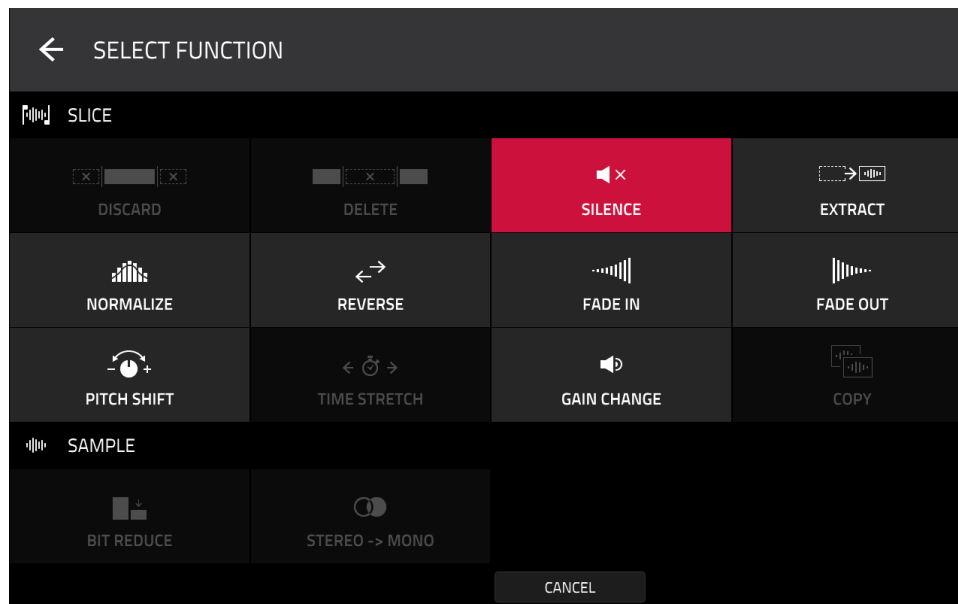 SELECT FUNCTION
SLICE
DISCARD
DELETE
SILENCE
EXTRACT
NORMALIZE
REVERSE
FADE IN
FADE OUT
PITCH SHIFT
TIME STRETCH
GAIN CHANGE
COPY
SAMPLE
BIT REDUCE
STEREO -> MONO
CANCEL